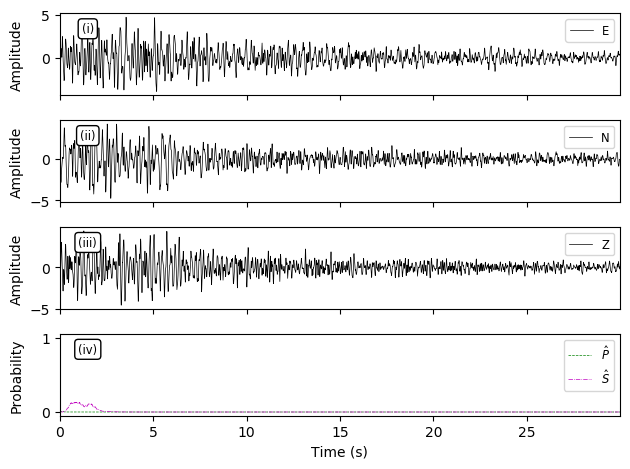 5
0
Amplitude
(i)
E
0
−5
Amplitude
(ii)
N
0
−5
Amplitude
(iii)
Z
1
0
Probability
(iv)
P̂
Ŝ
0 5 10 15 20 25
Time (s)